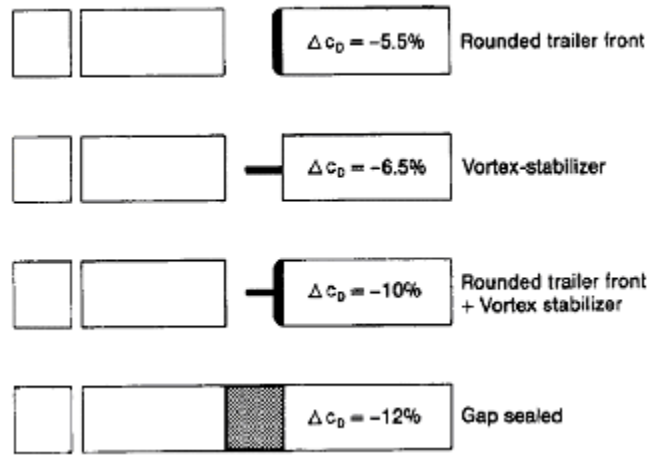 Δ c_D = −5.5% Rounded trailer front
Δ c_D = −6.5% Vortex-stabilizer
Δ c_D = −10% Rounded trailer front
+ Vortex stabilizer
Δ c_D = −12% Gap sealed